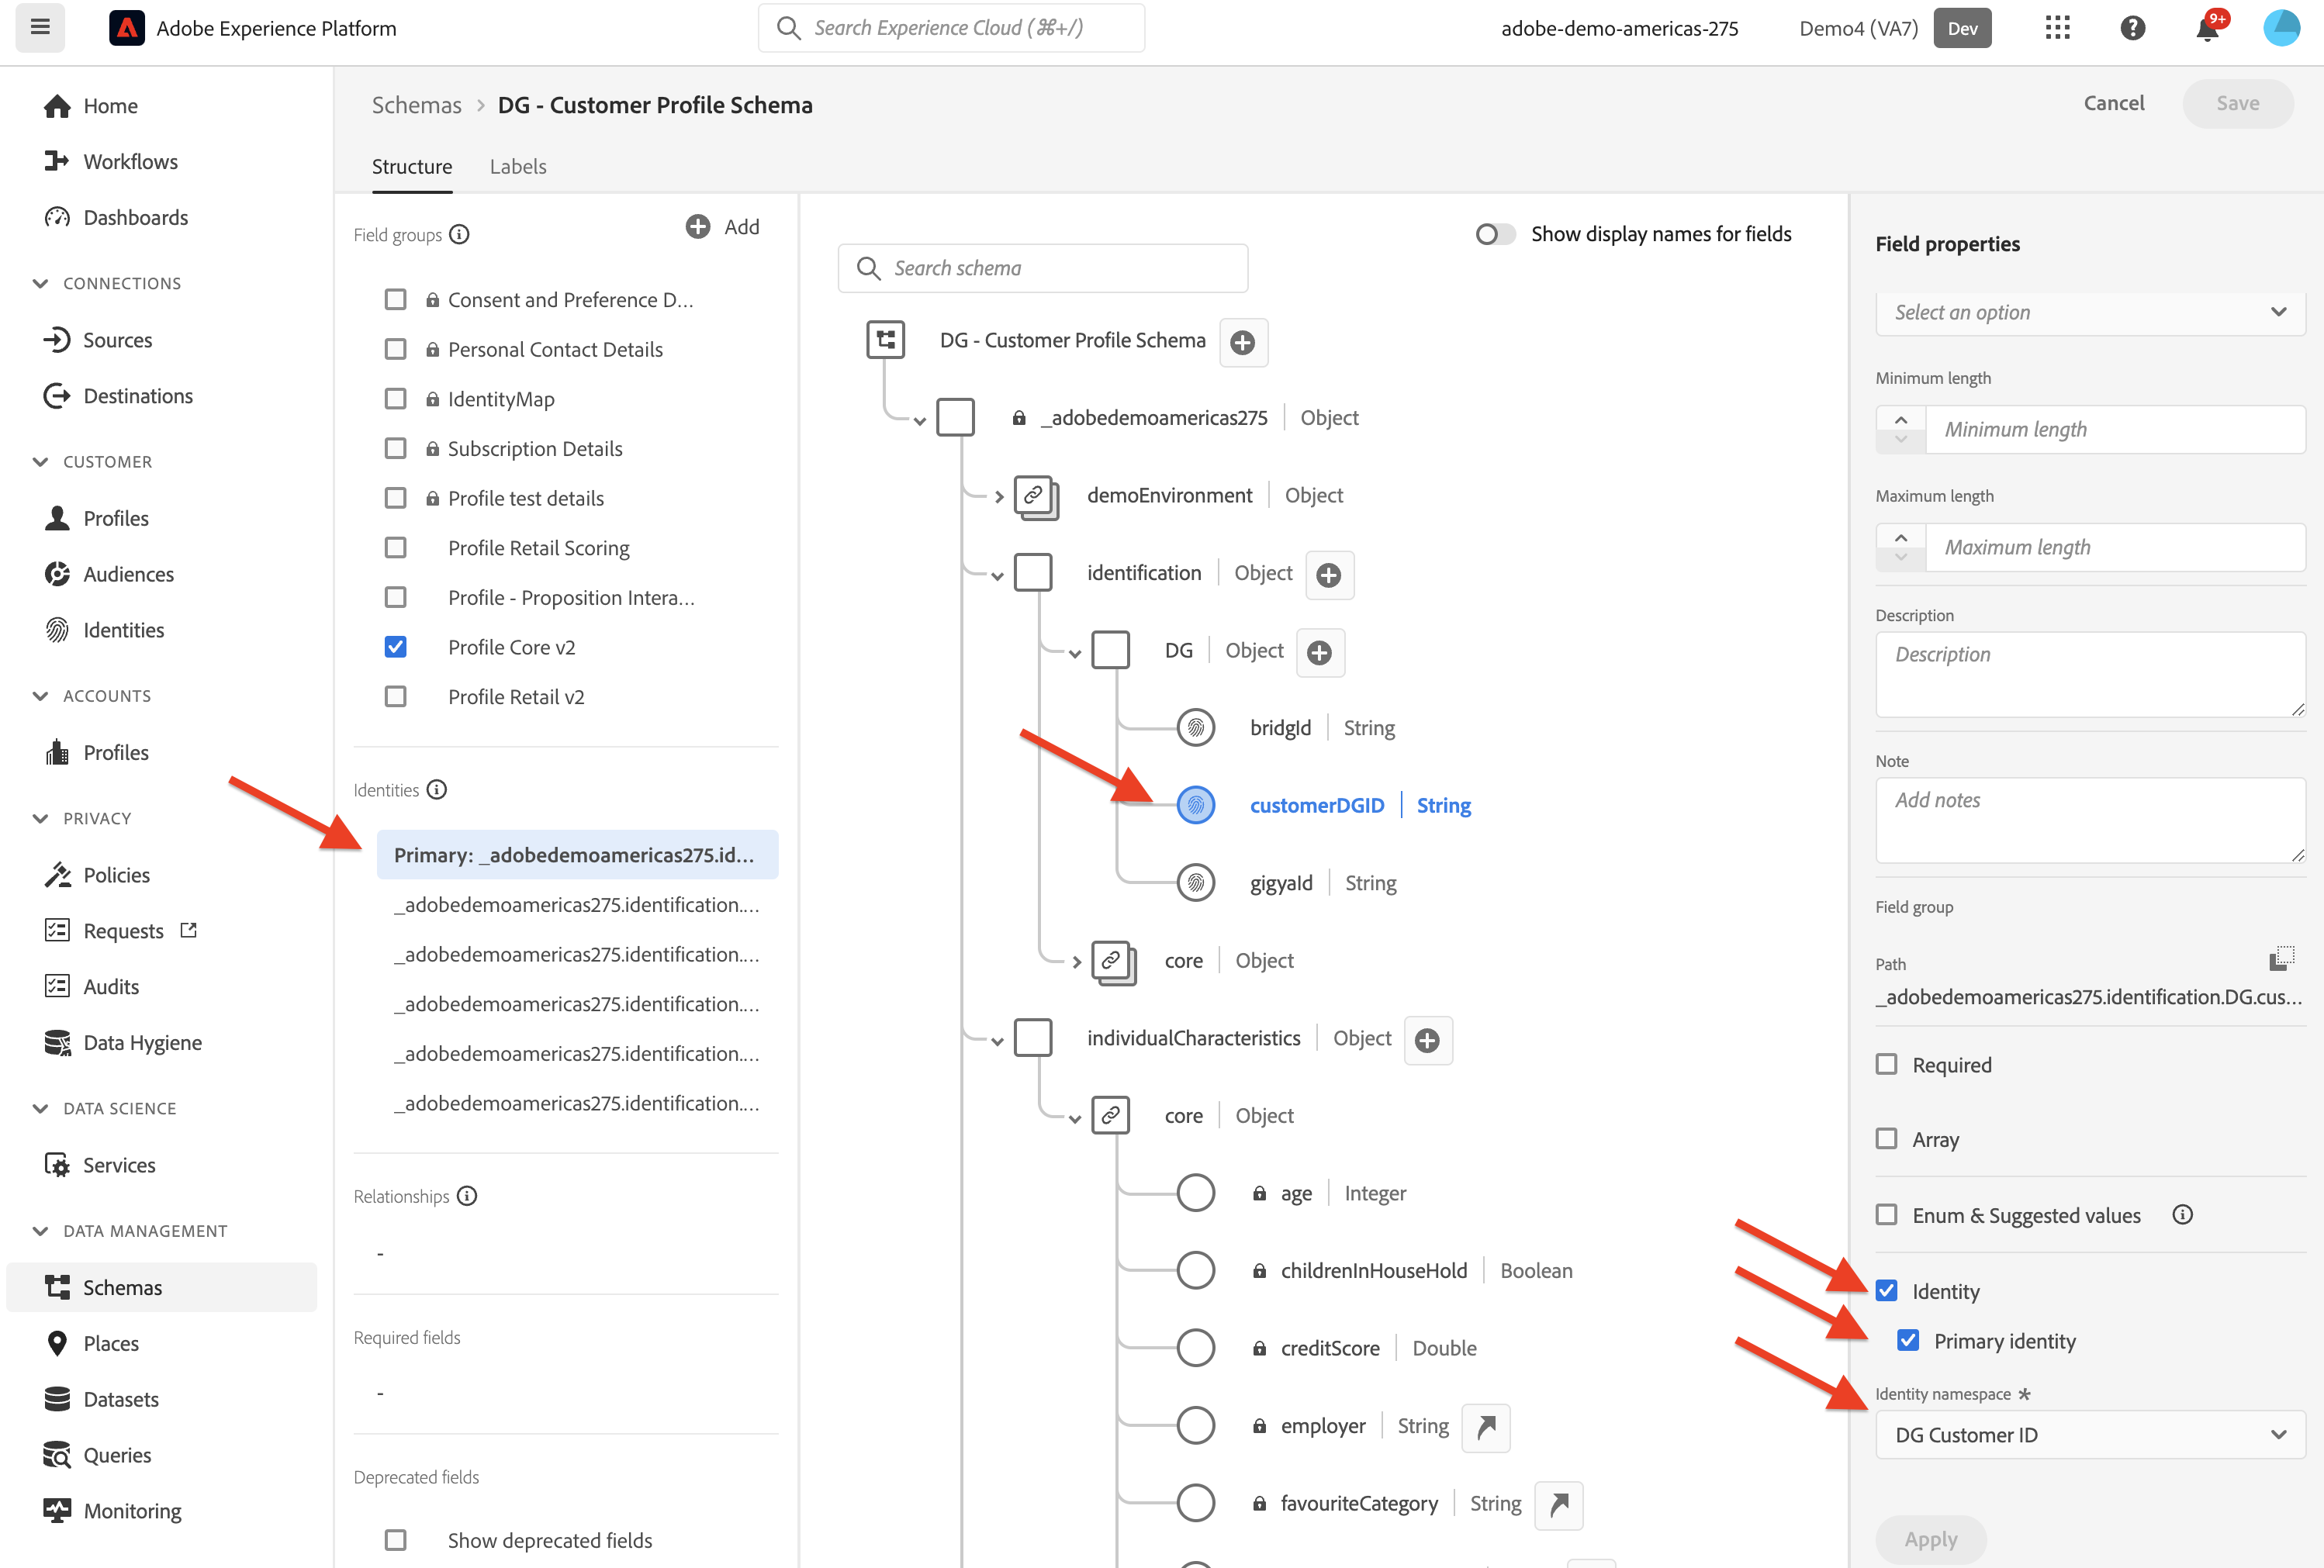 Adobe Experience Platform
Search Experience Cloud (⌘+/)
adobe-demo-americas-275
Demo4 (VA7)
Dev
9+
Home
Workflows
Dashboards
CONNECTIONS
Sources
Destinations
CUSTOMER
Profiles
Audiences
Identities
ACCOUNTS
Profiles
PRIVACY
Policies
Requests
Audits
Data Hygiene
DATA SCIENCE
Services
DATA MANAGEMENT
Schemas
Places
Datasets
Queries
Monitoring
Schemas > DG - Customer Profile Schema
Cancel
Save
Structure
Labels
Field groups
Add
Consent and Preference D...
Personal Contact Details
IdentityMap
Subscription Details
Profile test details
Profile Retail Scoring
Profile - Proposition Intera...
Profile Core v2
Profile Retail v2
Identities
Primary: _adobedemoamericas275.id...
_adobedemoamericas275.identification....
_adobedemoamericas275.identification....
_adobedemoamericas275.identification....
_adobedemoamericas275.identification....
_adobedemoamericas275.identification....
Relationships
-
Required fields
-
Deprecated fields
Show deprecated fields
Show display names for fields
Search schema
DG - Customer Profile Schema
_adobedemoamericas275 | Object
demoEnvironment | Object
identification | Object
DG | Object
bridgId | String
customerDGID | String
gigyaId | String
core | Object
individualCharacteristics | Object
core | Object
age | Integer
childrenInHouseHold | Boolean
creditScore | Double
employer | String
favouriteCategory | String
Field properties
Select an option
Minimum length
Minimum length
Maximum length
Maximum length
Description
Description
Note
Add notes
Field group
Path
_adobedemoamericas275.identification.DG.cus...
Required
Array
Enum & Suggested values
Identity
Primary identity
Identity namespace *
DG Customer ID
Apply